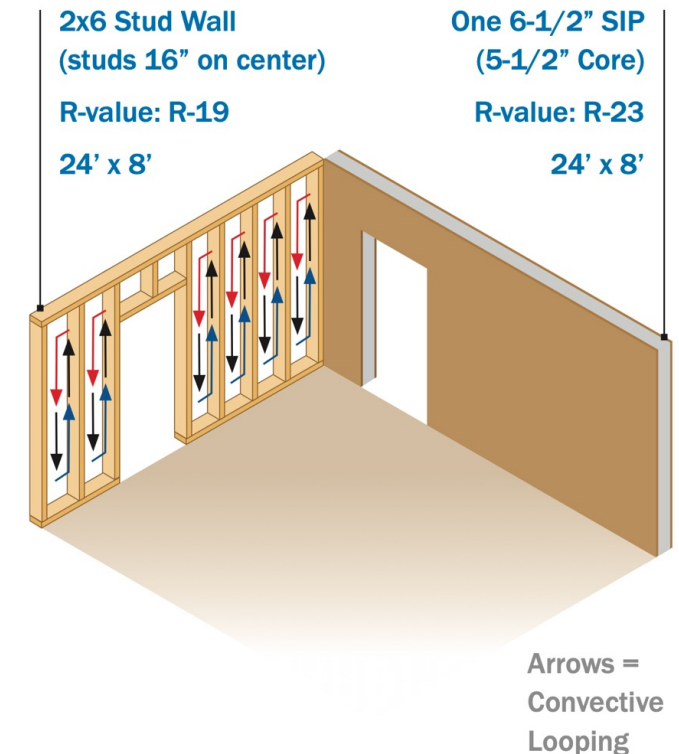 2x6 Stud Wall
(studs 16” on center)
R-value: R-19
24’ x 8’
One 6-1/2” SIP
(5-1/2” Core)
R-value: R-23
24’ x 8’
Arrows =
Convective
Looping